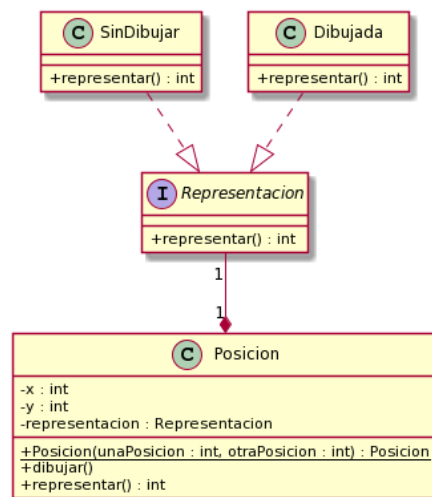 C SinDibujar
+representar() : int
C Dibujada
+representar() : int
I Representacion
+representar() : int
1
1
C Posicion
-x : int
-y : int
-representacion : Representacion
+Posicion(unaPosicion : int, otraPosicion : int) : Posicion
+dibujar()
+representar() : int